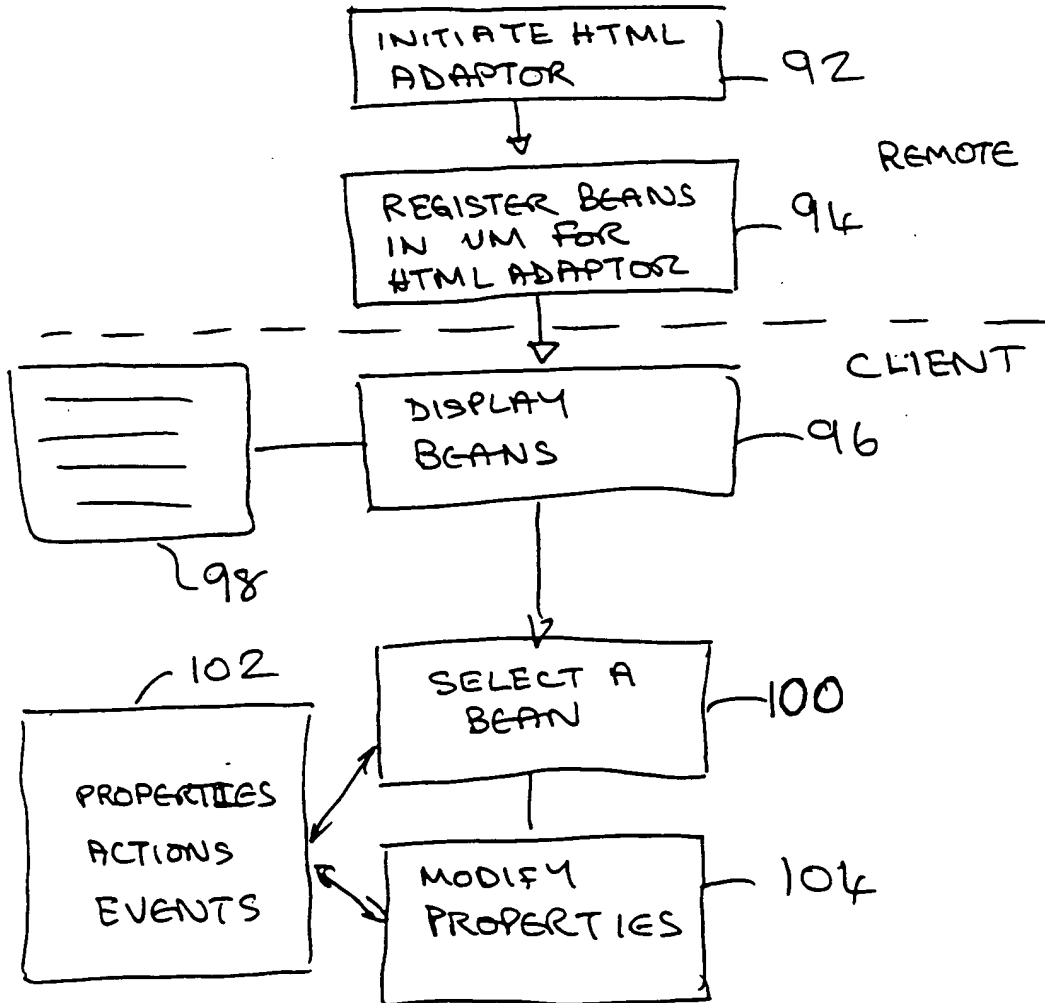 INITIATE HTML
ADAPTOR
92
REMOTE
REGISTER BEANS
IN VM FOR
HTML ADAPTOR
94
CLIENT
DISPLAY
BEANS
96
98
102
SELECT A
BEAN
100
PROPERTIES
ACTIONS
EVENTS
MODIFY
PROPERTIES
104